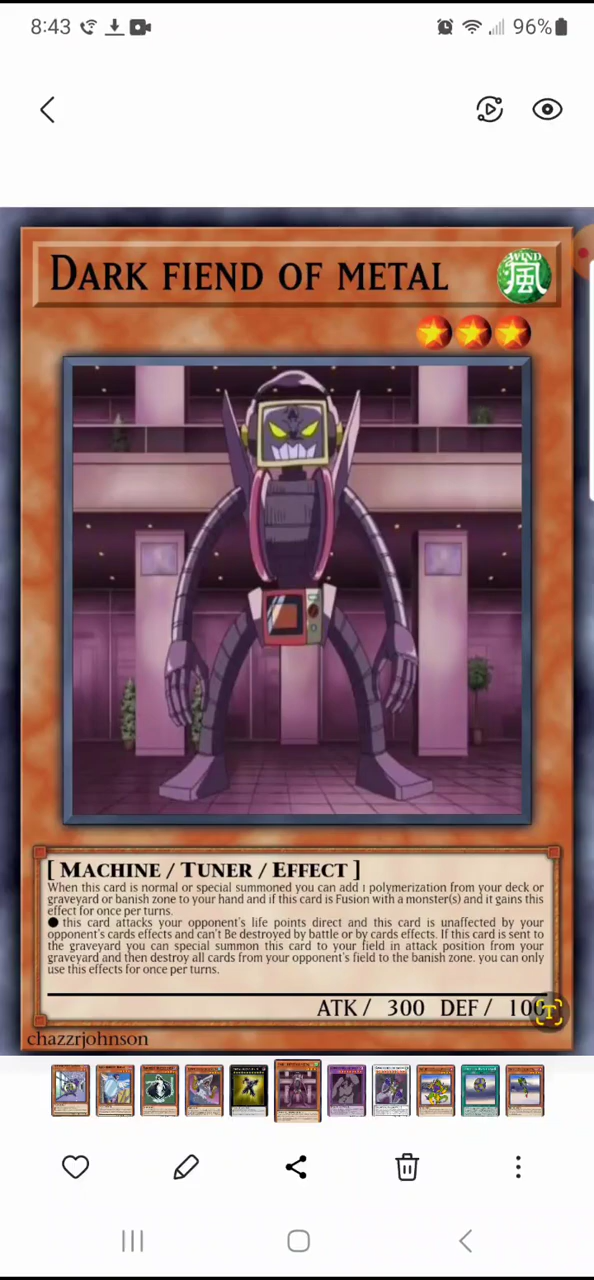 8:43 96%
DARK FIEND OF METAL
WIND
風
[ MACHINE / TUNER / EFFECT ]
When this card is normal or special summoned you can add 1 polymerization from your deck or
graveyard or banish zone to your hand and if this card is Fusion with a monster(s) and it gains this
effect for once per turns.
● this card attacks your opponent's life points direct and this card is unaffected by your
opponent's cards effects and can't Be destroyed by battle or by cards effects. If this card is sent to
the graveyard you can special summon this card to your field in attack position from your
graveyard and then destroy all cards from your opponent's field to the banish zone. you can only
use this effects for once per turns.
ATK / 300 DEF / 100
T
chazzrjohnson